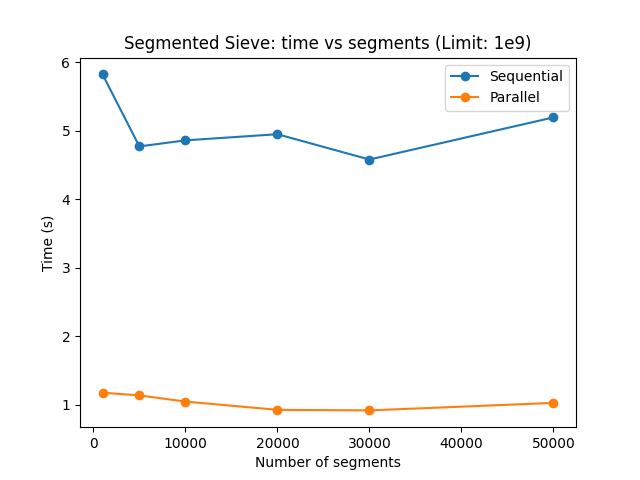 Segmented Sieve: time vs segments (Limit: 1e9)
Sequential
Parallel
Time (s)
6
5
4
3
2
1
0 10000 20000 30000 40000 50000
Number of segments